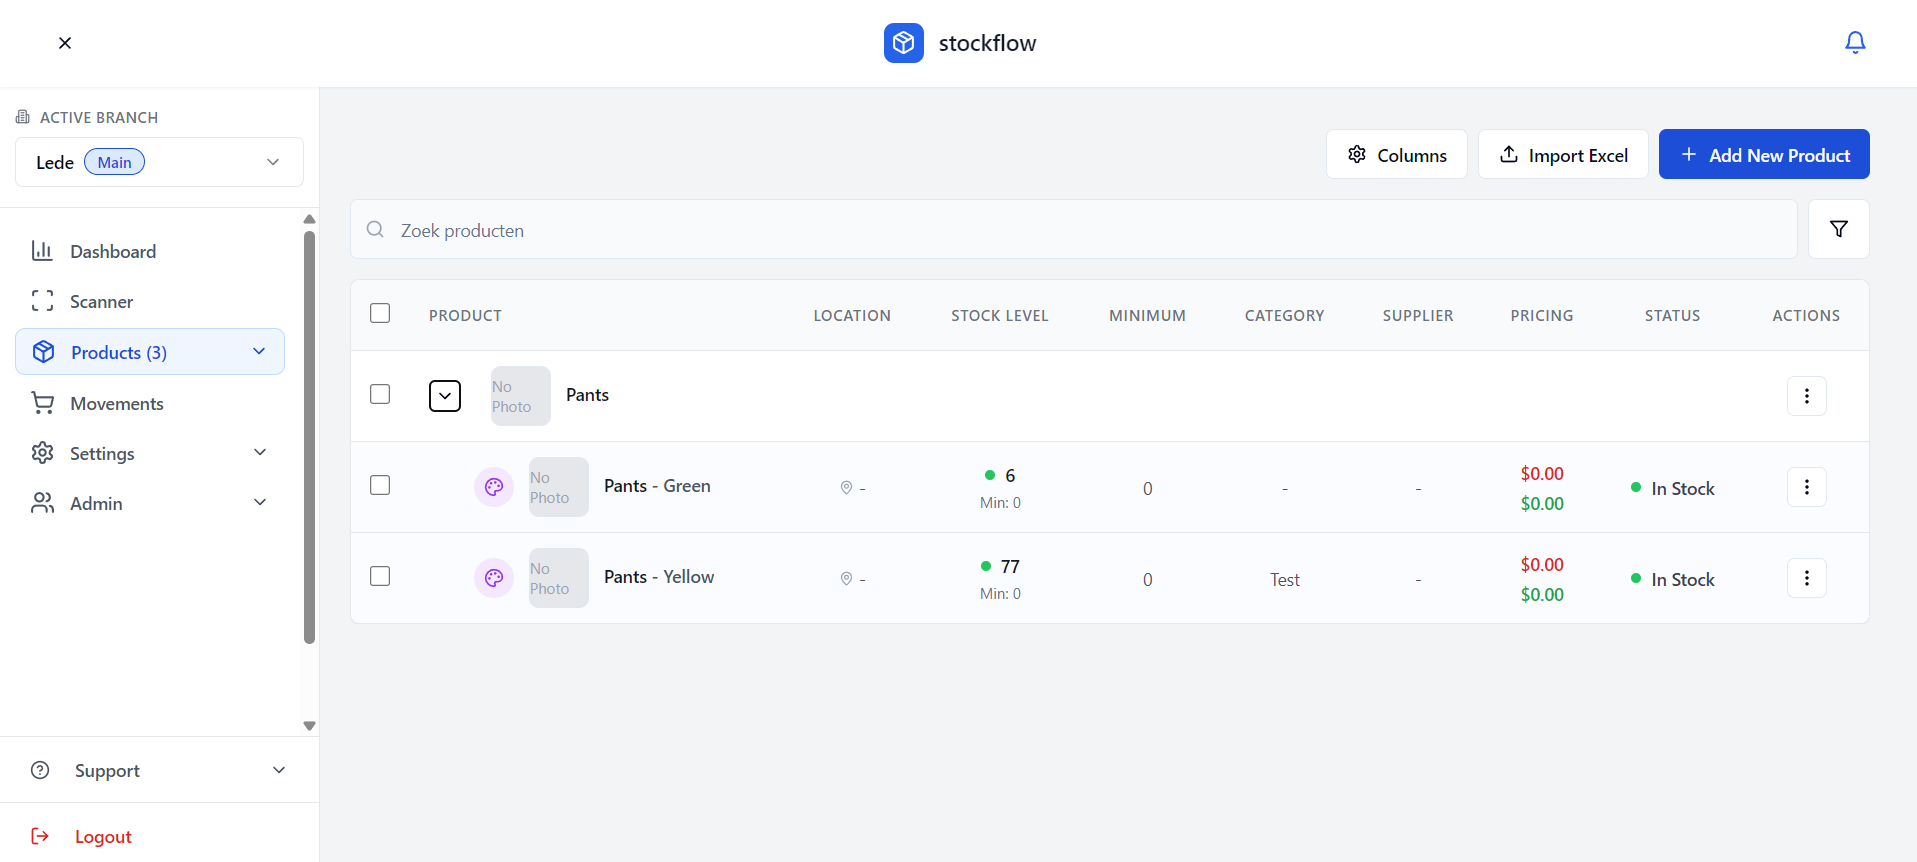 stockflow
ACTIVE BRANCH
Lede Main
Dashboard
Scanner
Products (3)
Movements
Settings
Admin
Support
Logout
Columns
Import Excel
Add New Product
Zoek producten
PRODUCT LOCATION STOCK LEVEL MINIMUM CATEGORY SUPPLIER PRICING STATUS ACTIONS
No Photo Pants
No Photo Pants - Green - 6 Min: 0 0 - - $0.00 $0.00 In Stock
No Photo Pants - Yellow - 77 Min: 0 0 Test - $0.00 $0.00 In Stock